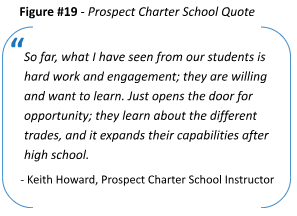 Figure #19 - Prospect Charter School Quote
“
So far, what I have seen from our students is
hard work and engagement; they are willing
and want to learn. Just opens the door for
opportunity; they learn about the different
trades, and it expands their capabilities after
high school.
- Keith Howard, Prospect Charter School Instructor